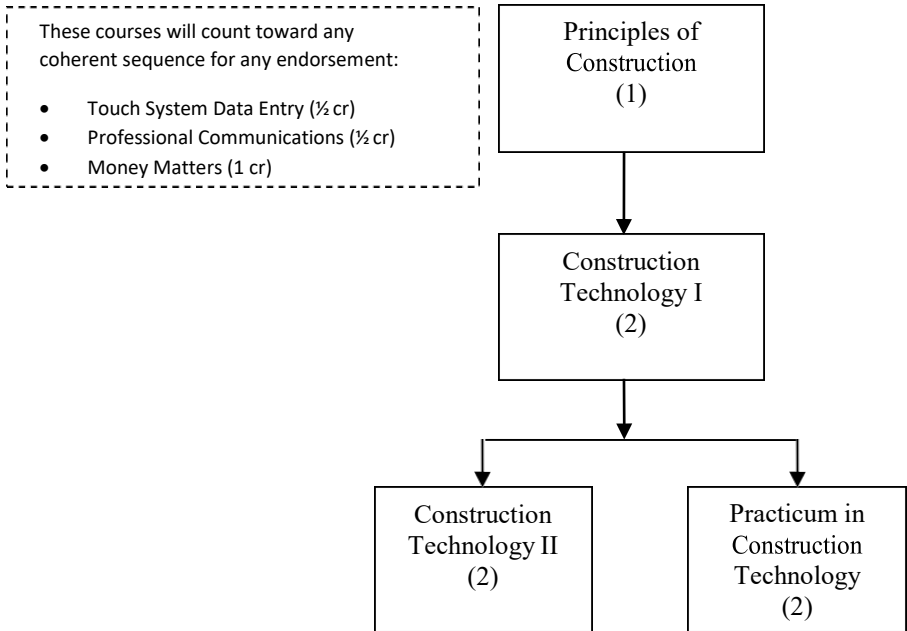 These courses will count toward any
coherent sequence for any endorsement:
• Touch System Data Entry (½ cr)
• Professional Communications (½ cr)
• Money Matters (1 cr)
Principles of
Construction
(1)
Construction
Technology I
(2)
Construction
Technology II
(2)
Practicum in
Construction
Technology
(2)